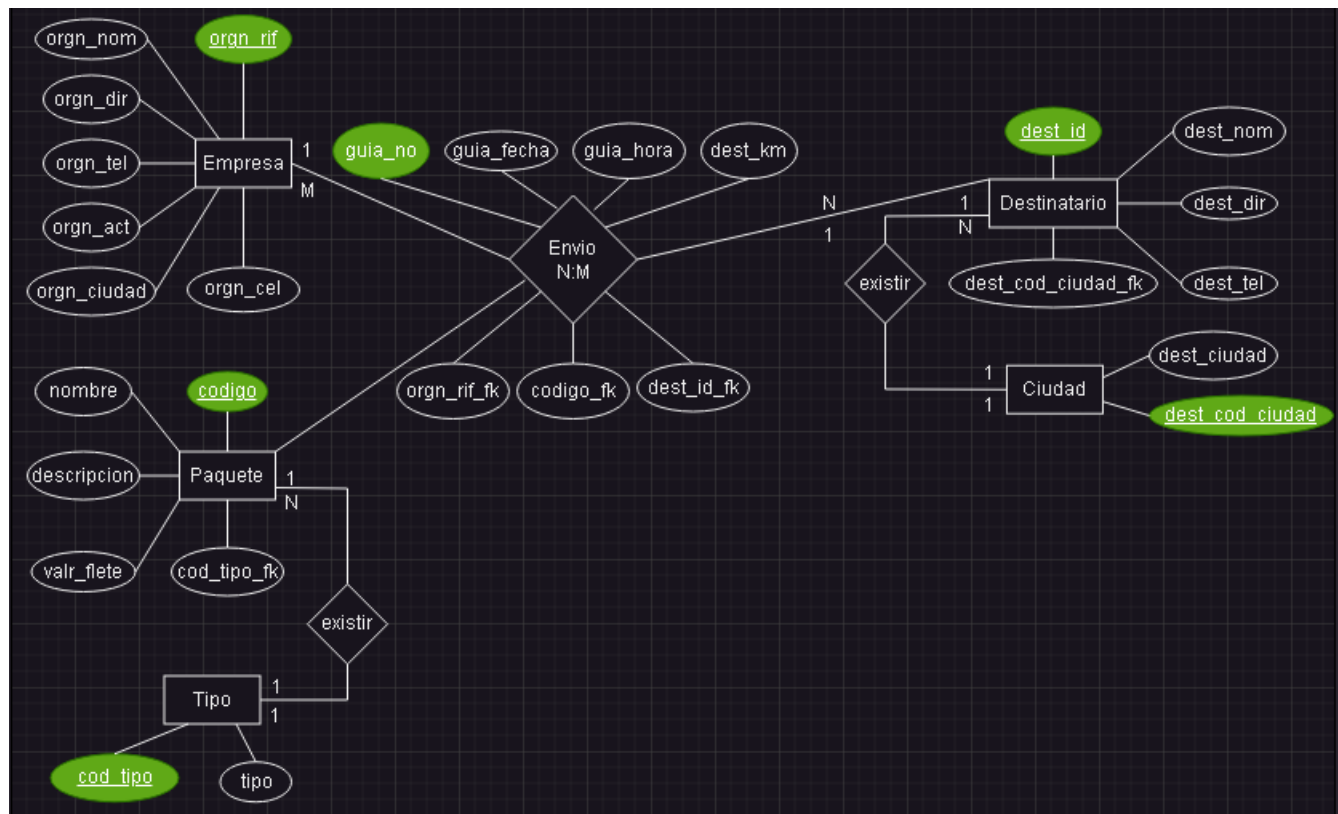 orgn_nom
orgn_rif
orgn_dir
orgn_tel
Empresa
1
M
orgn_act
orgn_ciudad
orgn_cel
guia_no
guia_fecha
guia_hora
dest_km
Envio
N:M
orgn_rif_fk
codigo_fk
dest_id_fk
N
1
dest_id
dest_nom
1
N
Destinatario
dest_dir
existir
dest_cod_ciudad_fk
dest_tel
dest_ciudad
1
1
Ciudad
dest_cod_ciudad
nombre
codigo
descripcion
Paquete
1
N
valr_flete
cod_tipo_fk
existir
Tipo
1
1
cod_tipo
tipo